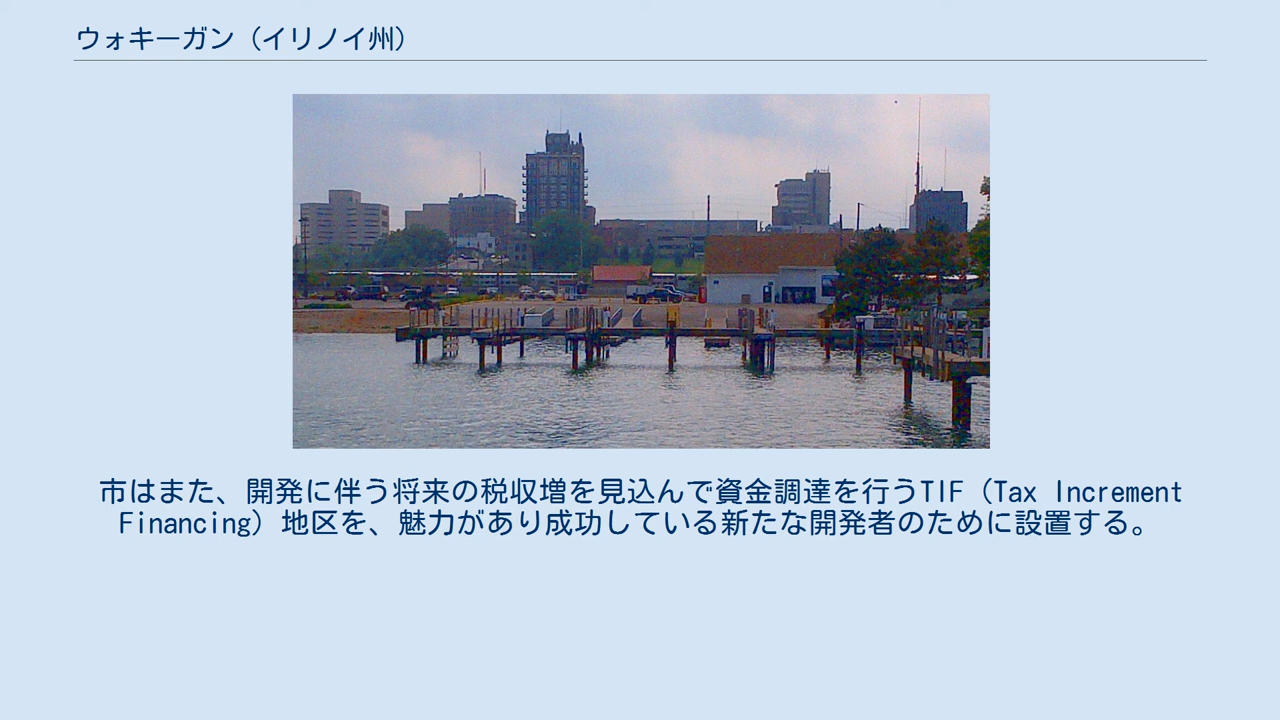 ウォキーガン（イリノイ州）
市はまた、開発に伴う将来の税収増を見込んで資金調達を行うTIF（Tax Increment
Financing）地区を、魅力があり成功している新たな開発者のために設置する。